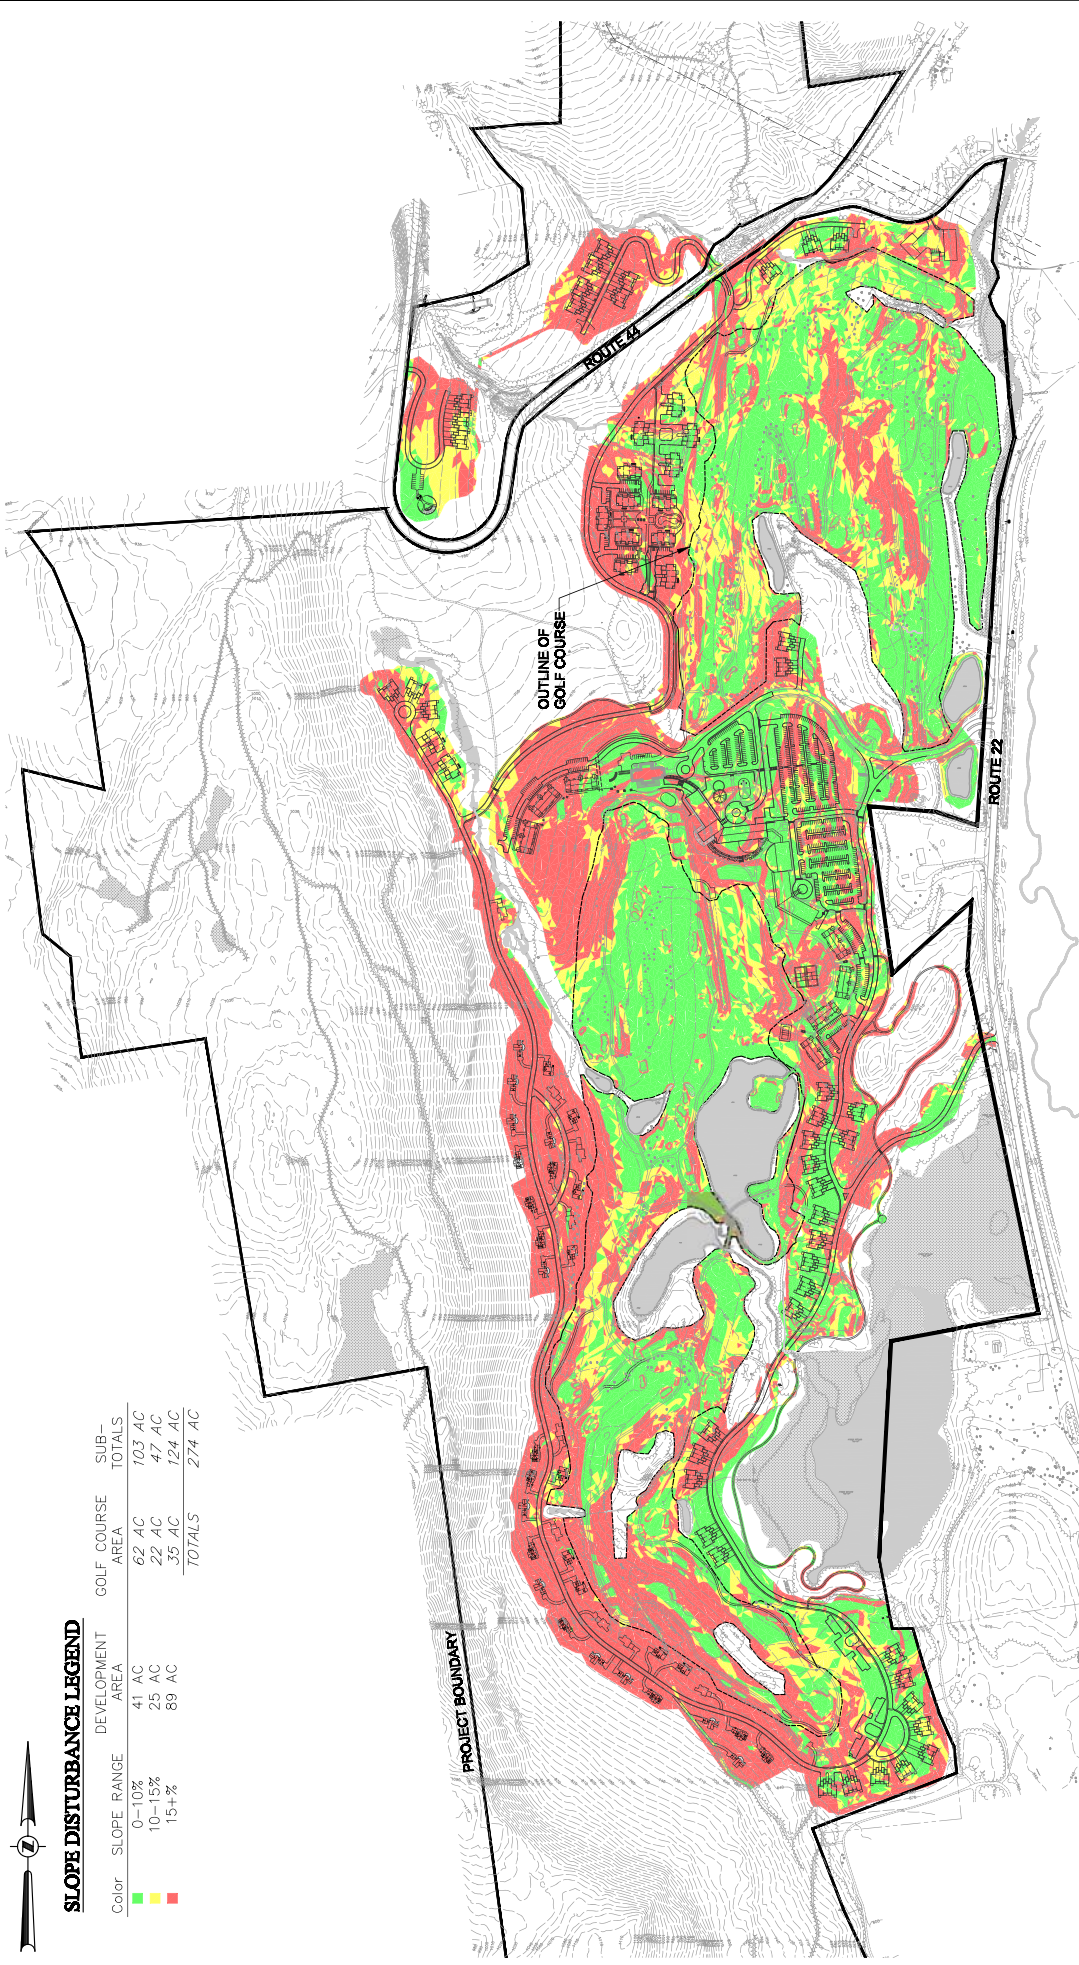 SLOPE DISTURBANCE LEGEND
Color SLOPE RANGE DEVELOPMENT AREA GOLF COURSE AREA SUB- TOTALS
0-10% 41 AC 62 AC 103 AC
10-15% 25 AC 22 AC 47 AC
15+% 89 AC 35 AC 124 AC
TOTALS 274 AC
Z
PROJECT BOUNDARY
OUTLINE OF
GOLF COURSE
ROUTE 44
ROUTE 22